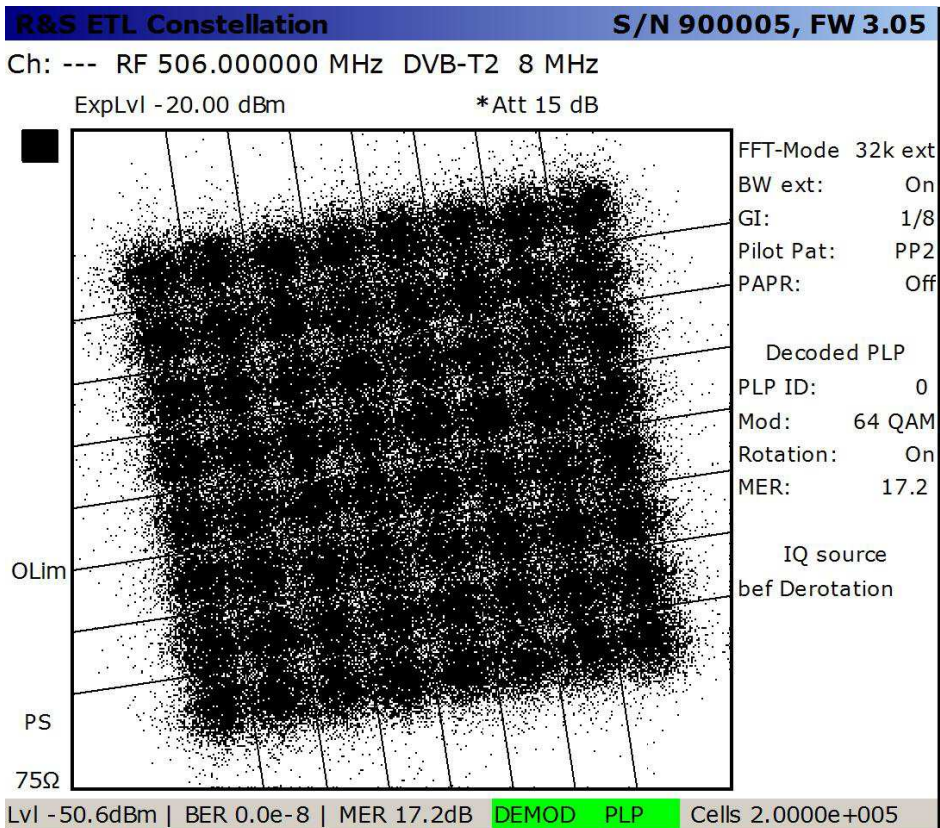 R&S ETL Constellation S/N 900005, FW 3.05
Ch: --- RF 506.000000 MHz DVB-T2 8 MHz
ExpLvl -20.00 dBm *Att 15 dB
FFT-Mode 32k ext
BW ext: On
GI: 1/8
Pilot Pat: PP2
PAPR: Off
Decoded PLP
PLP ID: 0
Mod: 64 QAM
Rotation: On
MER: 17.2
IQ source
bef Derotation
OLim
PS
75Ω
Lvl -50.6dBm | BER 0.0e-8 | MER 17.2dB DEMOD PLP Cells 2.0000e+005